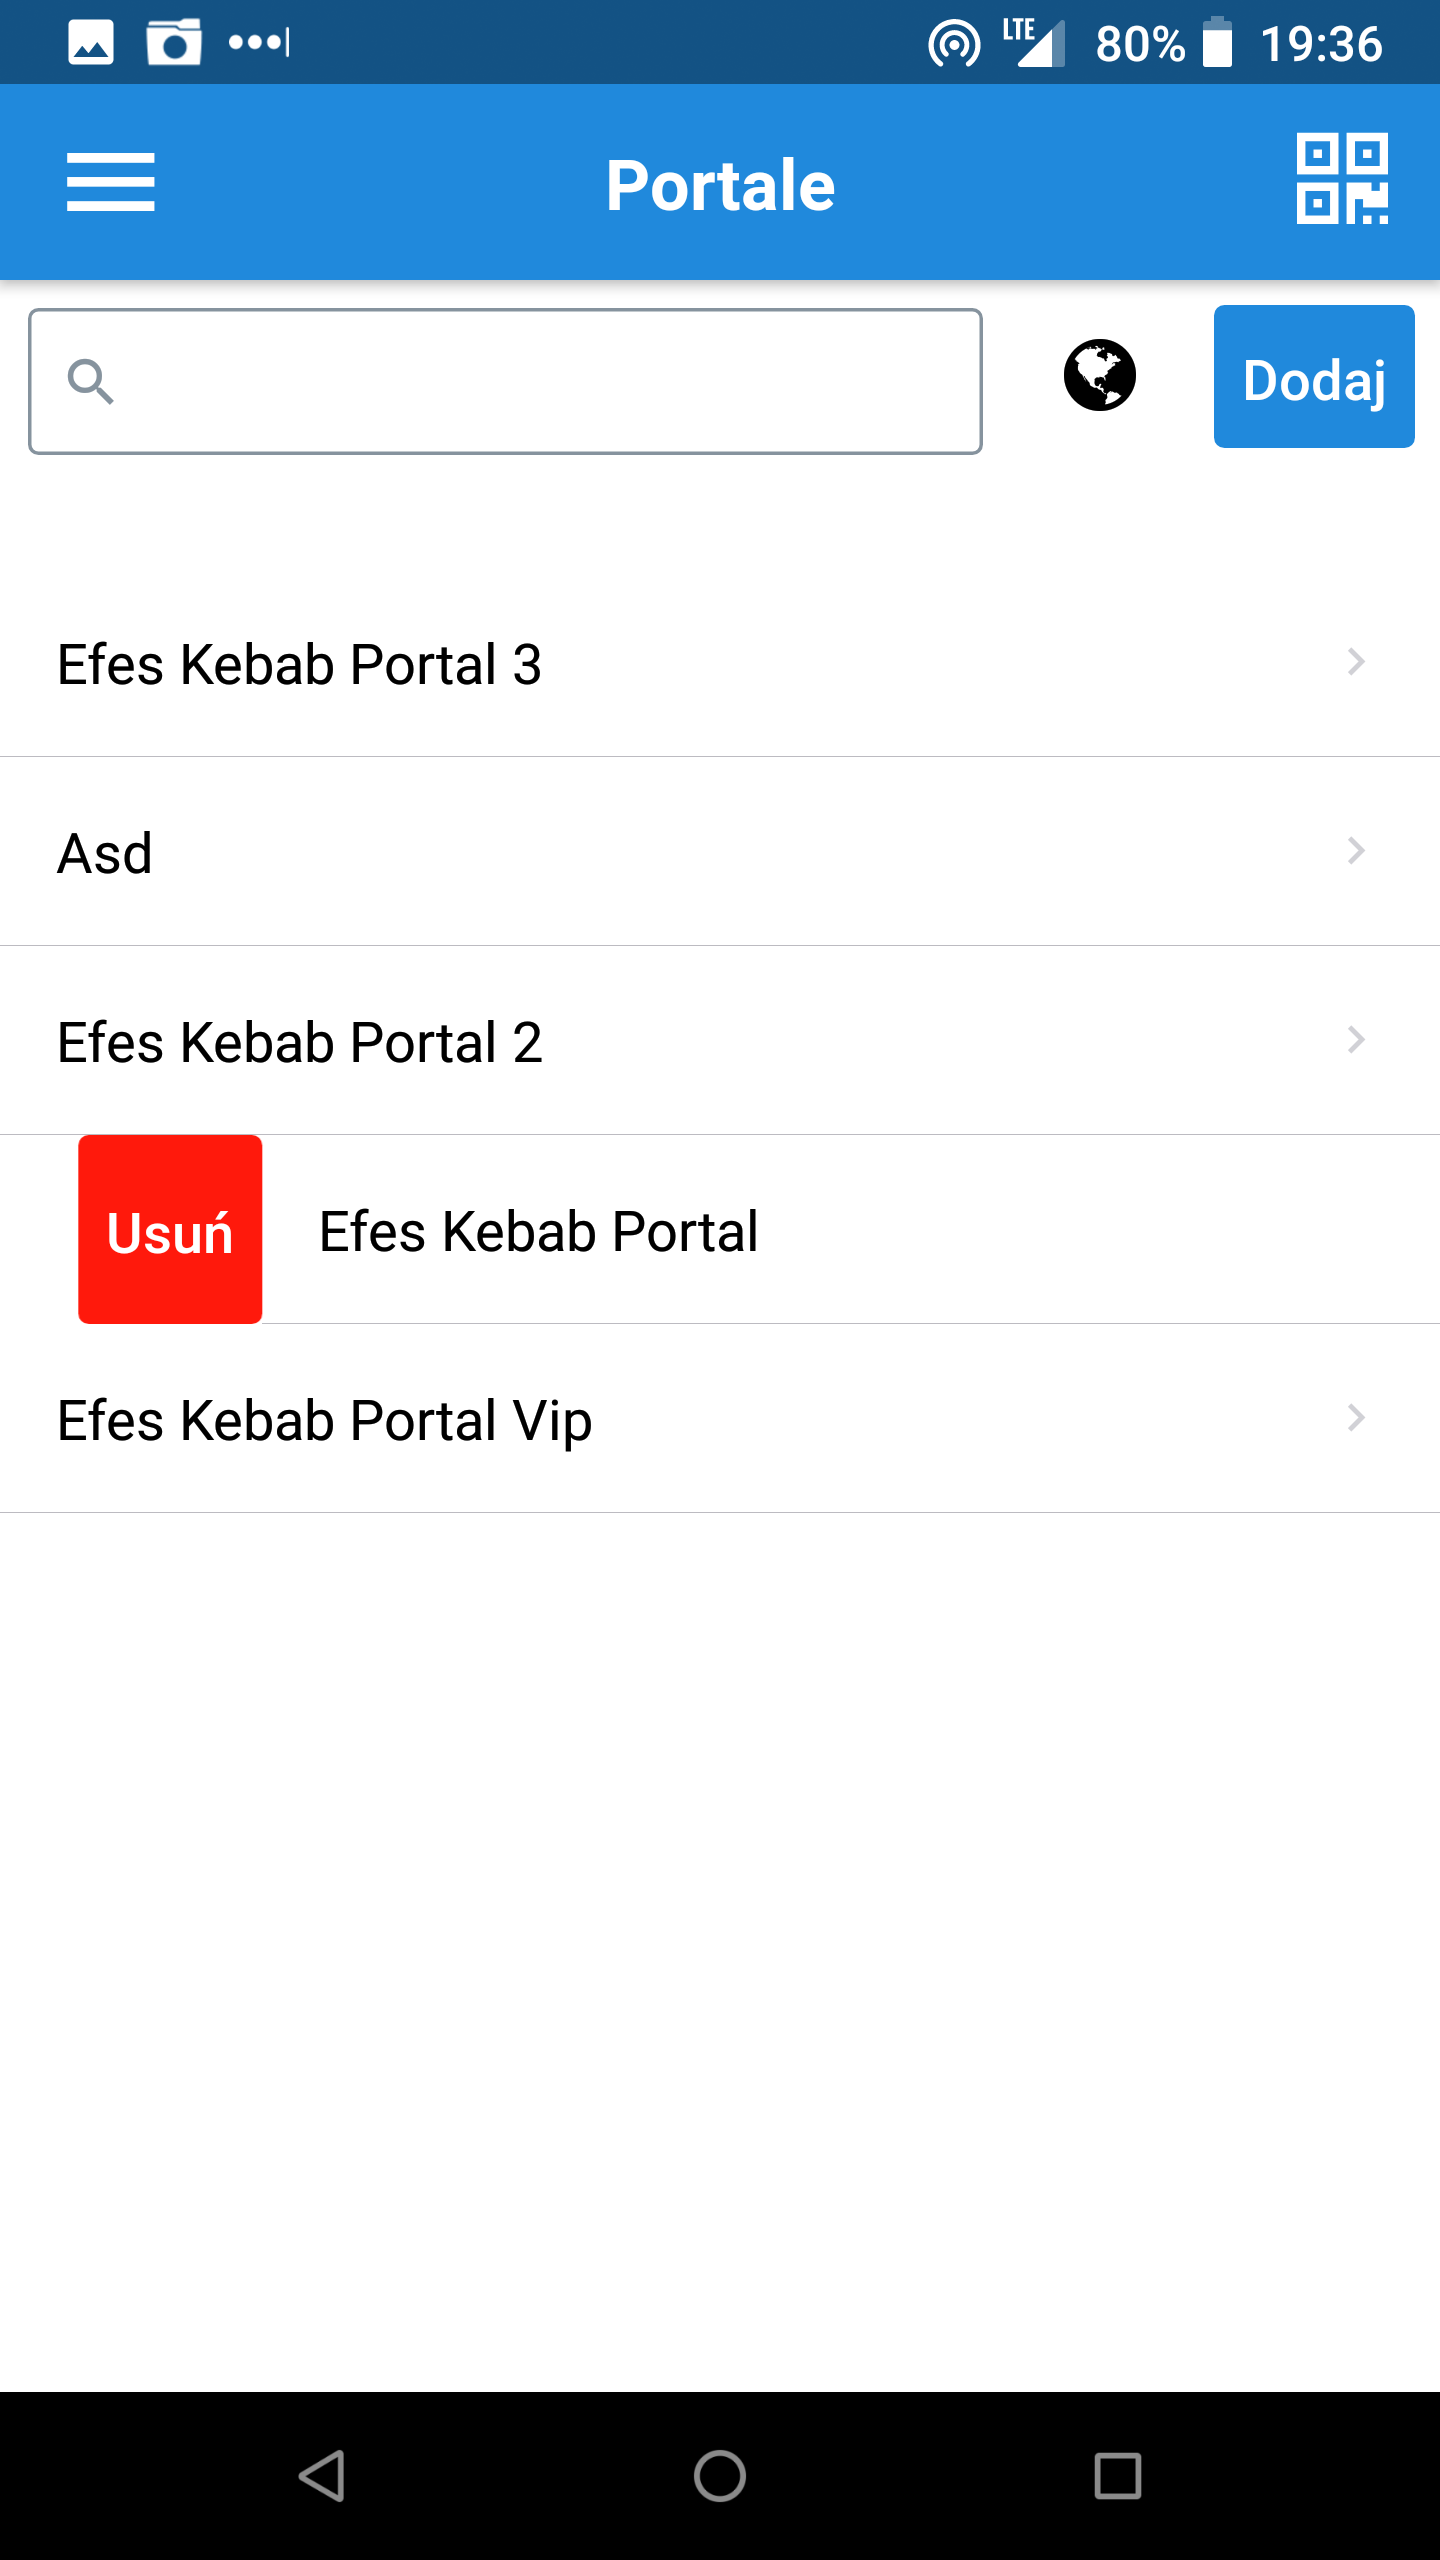 LTE 80% 19:36
Portale
Dodaj
Efes Kebab Portal 3
Asd
Efes Kebab Portal 2
Usuń Efes Kebab Portal
Efes Kebab Portal Vip